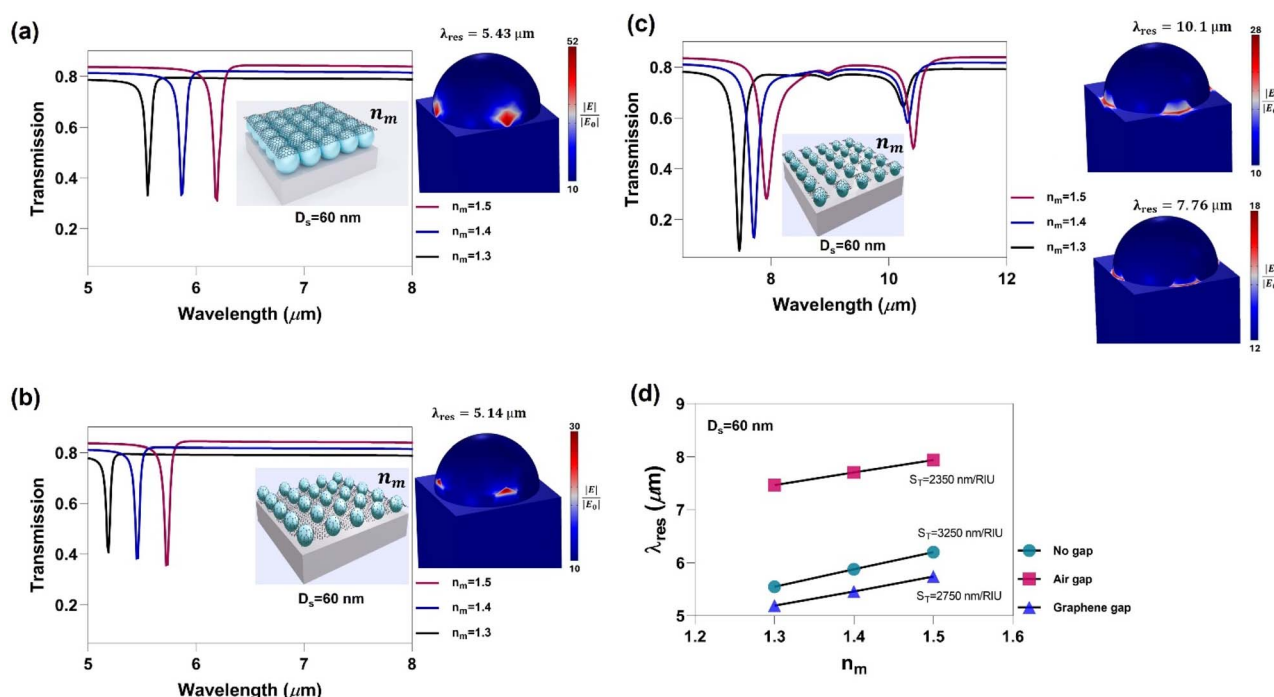 (a)
λres = 5.43 μm
52
|E|
|E0|
10
Transmission
0.8
0.6
0.4
0.2
nm
Ds=60 nm
nm=1.5
nm=1.4
nm=1.3
5
6
7
8
Wavelength (μm)
(b)
λres = 5.14 μm
30
|E|
|E0|
10
Transmission
0.8
0.6
0.4
0.2
nm
Ds=60 nm
nm=1.5
nm=1.4
nm=1.3
5
6
7
8
Wavelength (μm)
(c)
λres = 10.1 μm
28
|E|
10
Transmission
0.8
0.6
0.4
0.2
nm
Ds=60 nm
nm=1.5
nm=1.4
nm=1.3
8
10
12
Wavelength (μm)
λres = 7.76 μm
18
|E|
12
(d)
Ds=60 nm
λres (μm)
9
8
7
6
5
ST=2350 nm/RIU
ST=3250 nm/RIU
ST=2750 nm/RIU
No gap
Air gap
Graphene gap
1.2
1.3
1.4
1.5
1.6
nm